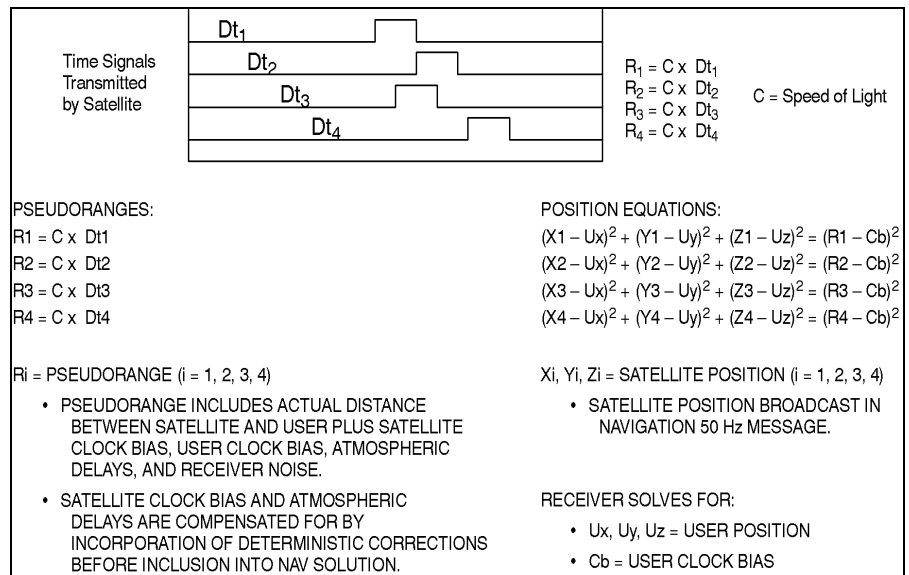 Dt1
Dt2
Dt3
Dt4
Time Signals
Transmitted
by Satellite
R1 = C x Dt1
R2 = C x Dt2
R3 = C x Dt3
R4 = C x Dt4
C = Speed of Light
PSEUDORANGES:
R1 = C x Dt1
R2 = C x Dt2
R3 = C x Dt3
R4 = C x Dt4
POSITION EQUATIONS:
(X1 – Ux)² + (Y1 – Uy)² + (Z1 – Uz)² = (R1 – Cb)²
(X2 – Ux)² + (Y2 – Uy)² + (Z2 – Uz)² = (R2 – Cb)²
(X3 – Ux)² + (Y3 – Uy)² + (Z3 – Uz)² = (R3 – Cb)²
(X4 – Ux)² + (Y4 – Uy)² + (Z4 – Uz)² = (R4 – Cb)²
Ri = PSEUDORANGE (i = 1, 2, 3, 4)
• PSEUDORANGE INCLUDES ACTUAL DISTANCE
BETWEEN SATELLITE AND USER PLUS SATELLITE
CLOCK BIAS, USER CLOCK BIAS, ATMOSPHERIC
DELAYS, AND RECEIVER NOISE.
• SATELLITE CLOCK BIAS AND ATMOSPHERIC
DELAYS ARE COMPENSATED FOR BY
INCORPORATION OF DETERMINISTIC CORRECTIONS
BEFORE INCLUSION INTO NAV SOLUTION.
Xi, Yi, Zi = SATELLITE POSITION (i = 1, 2, 3, 4)
• SATELLITE POSITION BROADCAST IN
NAVIGATION 50 Hz MESSAGE.
RECEIVER SOLVES FOR:
• Ux, Uy, Uz = USER POSITION
• Cb = USER CLOCK BIAS